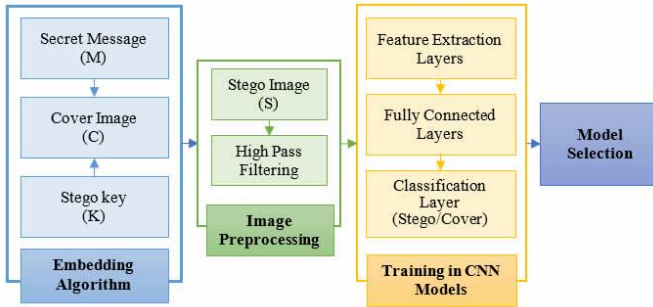 Secret Message
(M)
Cover Image
(C)
Stego key
(K)
Embedding
Algorithm
Stego Image
(S)
High Pass
Filtering
Image
Preprocessing
Feature Extraction
Layers
Fully Connected
Layers
Classification
Layer
(Stego/Cover)
Training in CNN
Models
Model
Selection